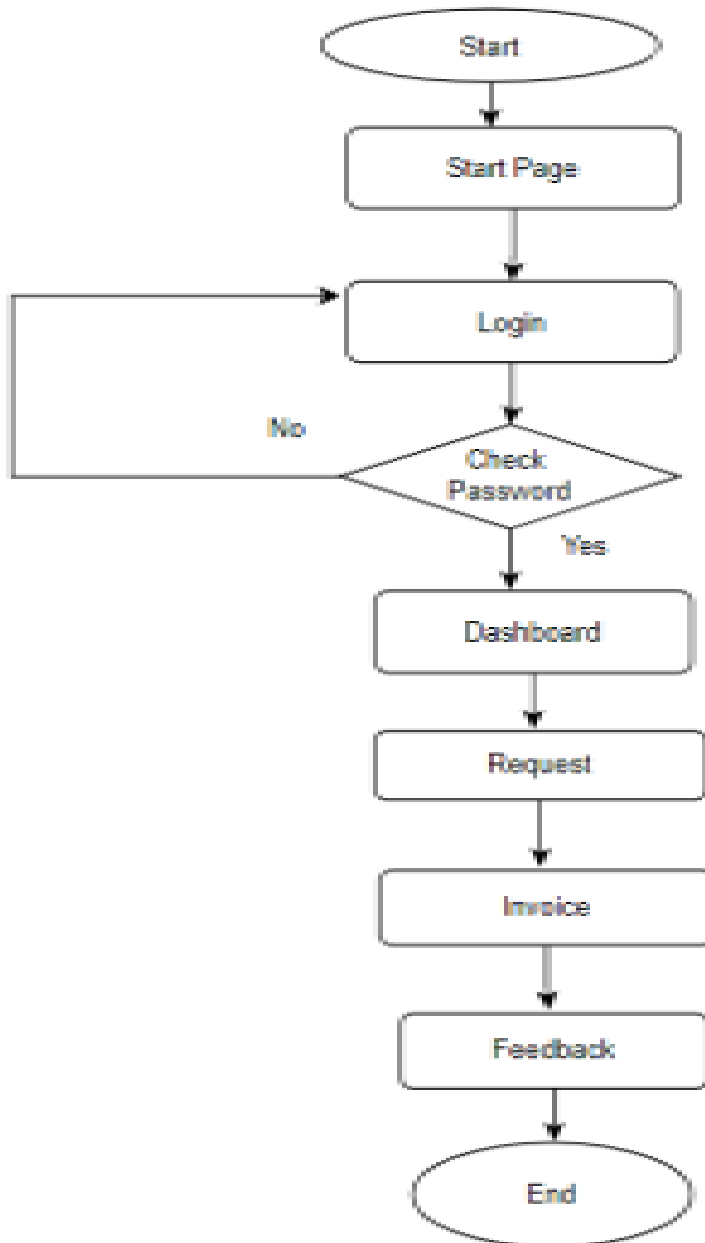 Start
Start Page
Login
No
Check
Password
Yes
Dashboard
Request
Invoice
Feedback
End